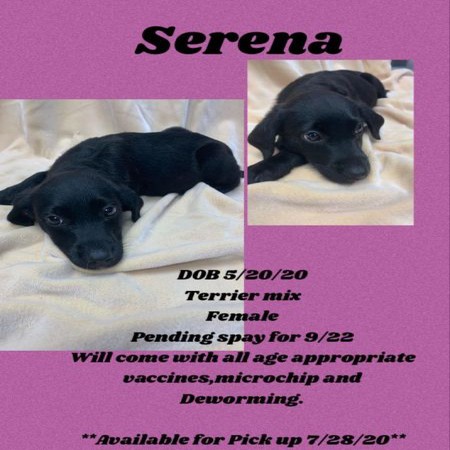 Serena
DOB 5/20/20
Terrier mix
Female
Pending spay for 9/22
Will come with all age appropriate
vaccines,microchip and
Deworming.
**Available for Pick up 7/28/20**